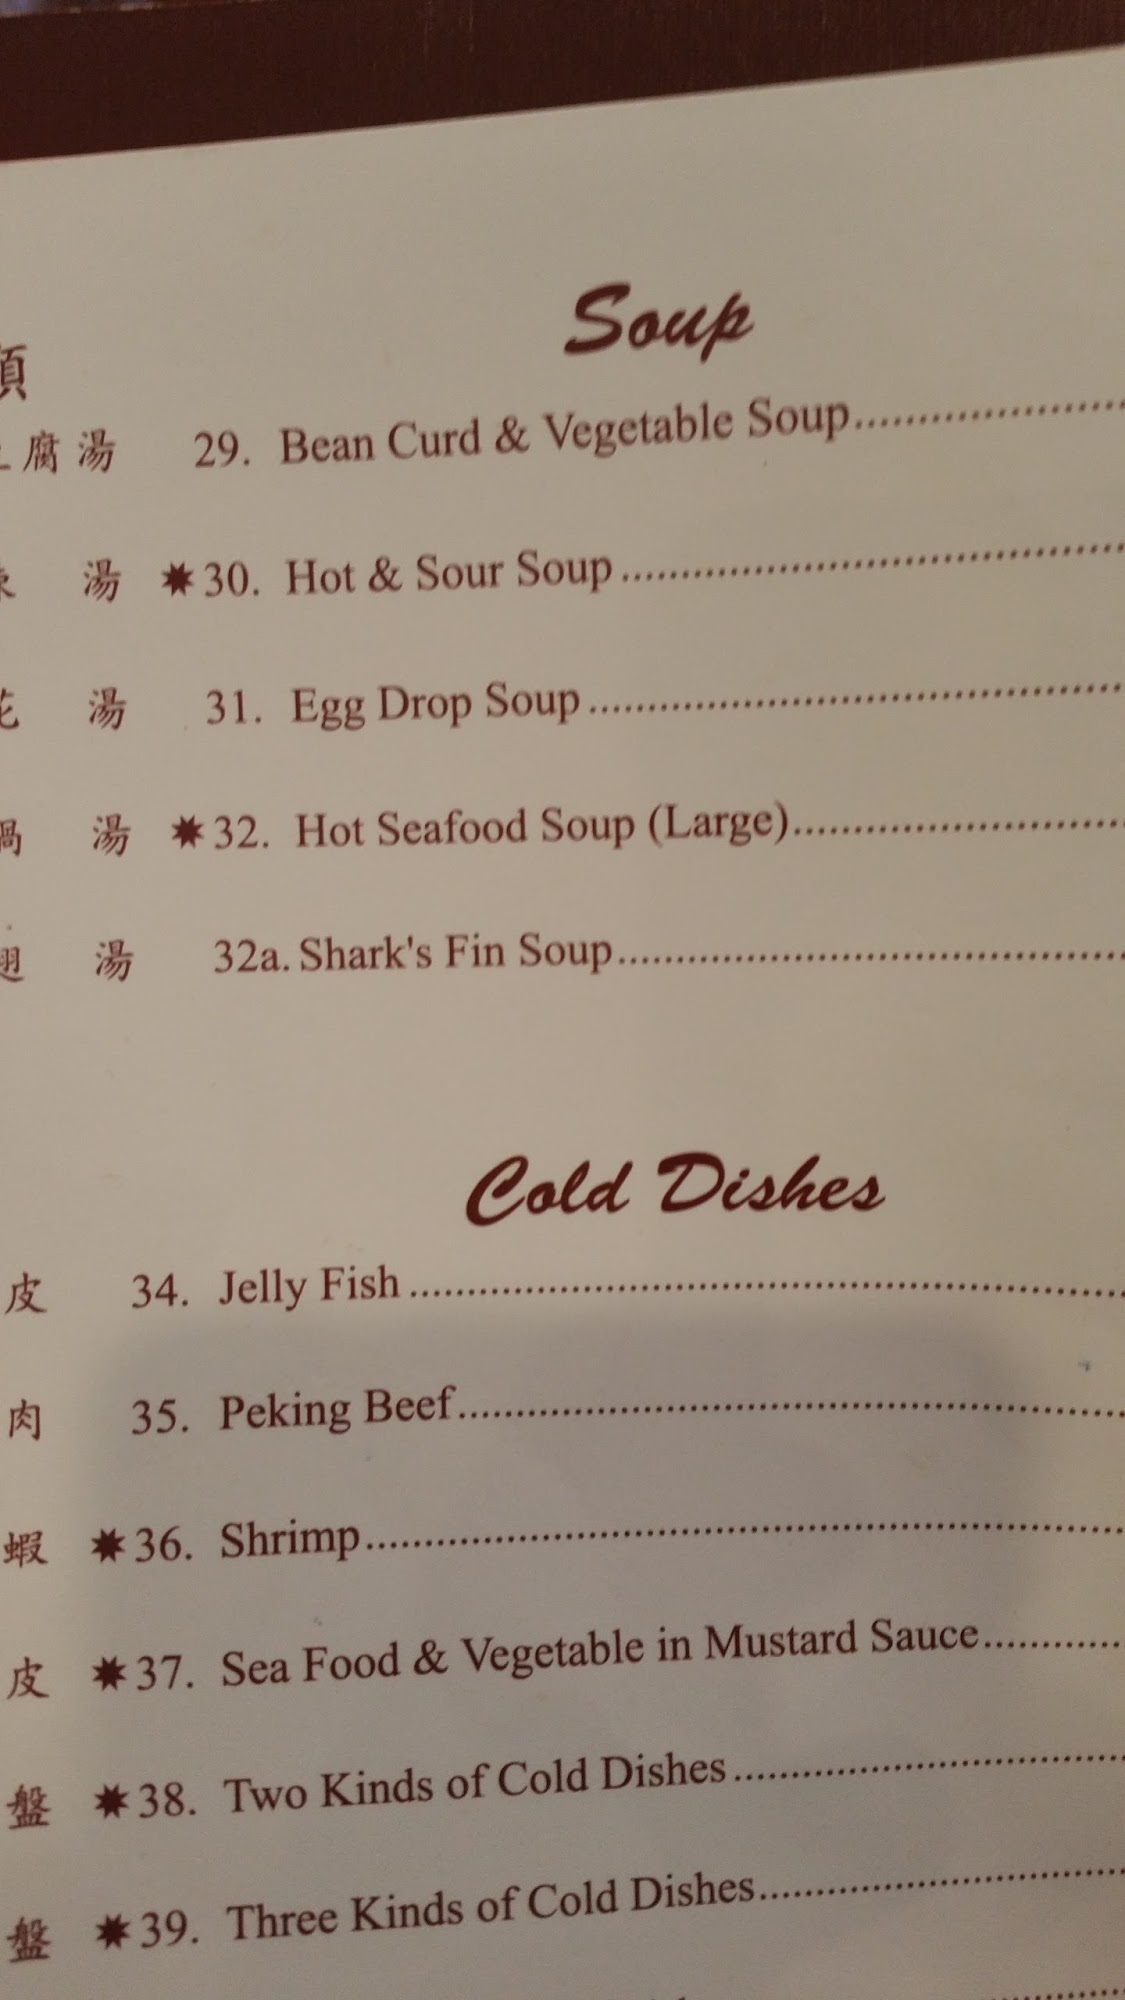 Soup
腐湯 29. Bean Curd & Vegetable Soup
湯 ✷30. Hot & Sour Soup
花 湯 31. Egg Drop Soup
湯 ✷32. Hot Seafood Soup (Large)
湯 32a. Shark's Fin Soup
Cold Dishes
皮 34. Jelly Fish
肉 35. Peking Beef
蝦 ✷36. Shrimp
皮 ✷37. Sea Food & Vegetable in Mustard Sauce
盤 ✷38. Two Kinds of Cold Dishes
盤 ✷39. Three Kinds of Cold Dishes